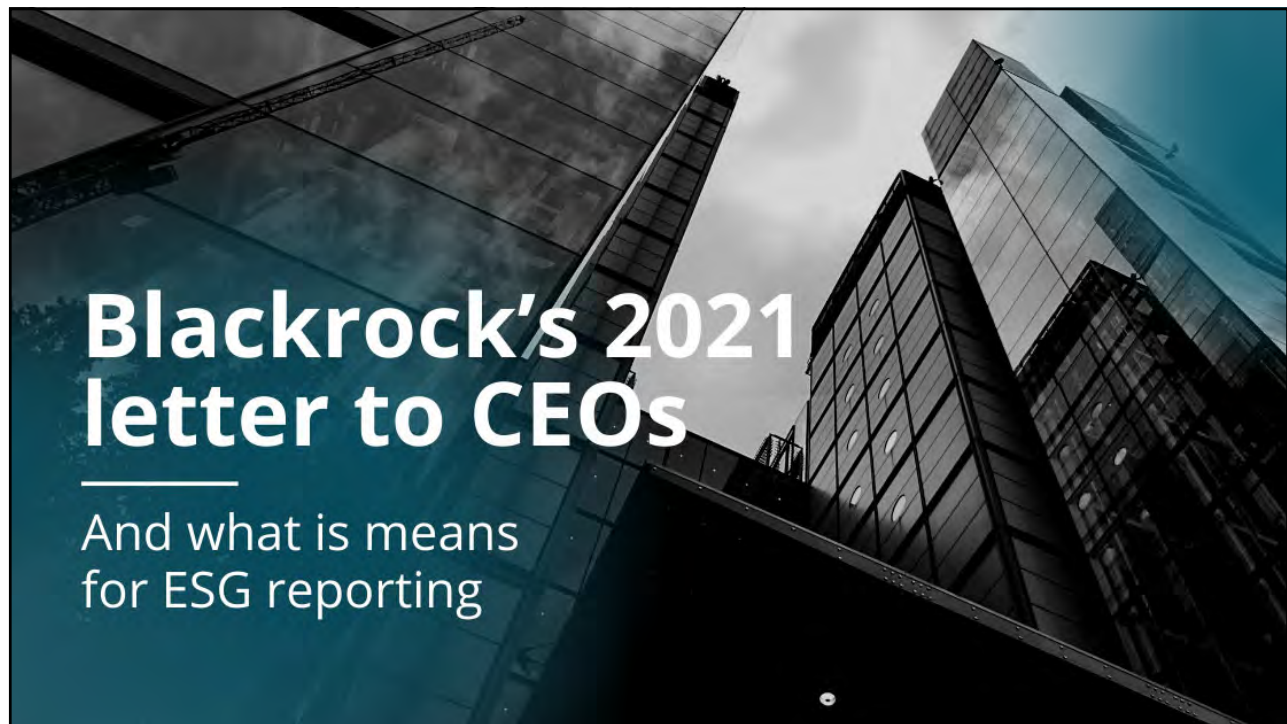 Blackrock's 2021
letter to CEOs
And what is means
for ESG reporting